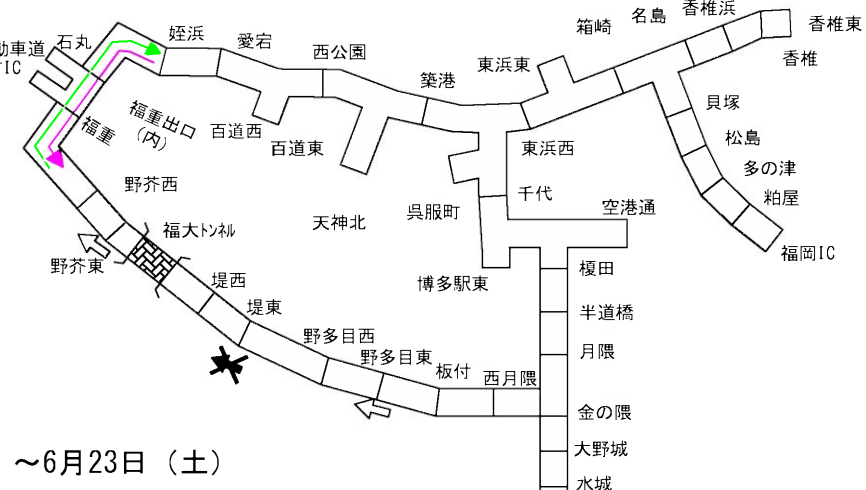 香椎浜
名島
箱崎
香椎東
姪浜
石丸
動車道
IC
愛宕
西公園
香椎
東浜東
築港
貝塚
福重出口
(内)
福重
百道西
百道東
東浜西
松島
多の津
野芥西
千代
粕屋
呉服町
空港通
天神北
福大トンネル
福岡IC
野芥東
榎田
堤西
博多駅東
堤東
半道橋
野多目西
野多目東
月隈
板付
西月隈
金の隈
大野城
~6月23日 (土)
水城